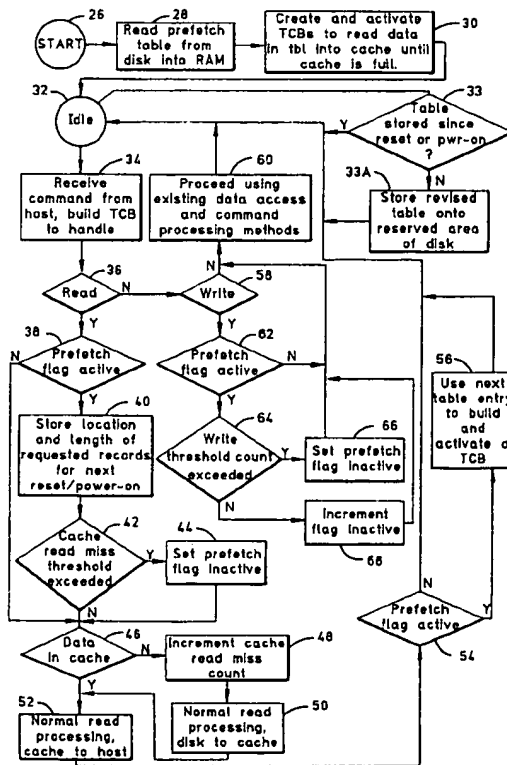 26
START
28
Read prefetch
table from
disk into RAM
30
Create and activate
TCBs to read data
in tbl into cache until
cache is full.
32
Idle
33
Table
stored since
reset or pwr-on
?
Y
N
33A
Store revised
table onto
reserved area
of disk
34
Receive
command from
host, build TCB
to handle
60
Proceed using
existing data access
and command
processing methods
36
Read
N
Y
58
Write
N
Y
38
Prefetch
flag active
N
Y
62
Prefetch
flag active
N
Y
40
Store location
and length of
requested records
for next
reset/power-on
64
Write
threshold count
exceeded
Y
N
66
Set prefetch
flag inactive
Increment
flag inactive
68
56
Use next
table entry
to build
and
activate a
TCB
42
Cache
read miss
threshold
exceeded
Y
N
44
Set prefetch
flag inactive
46
Data
in cache
N
Y
Increment cache
read miss
count
48
Normal read
processing,
disk to cache
50
52
Normal read
processing,
cache to host
Prefetch
flag active
N
Y
54